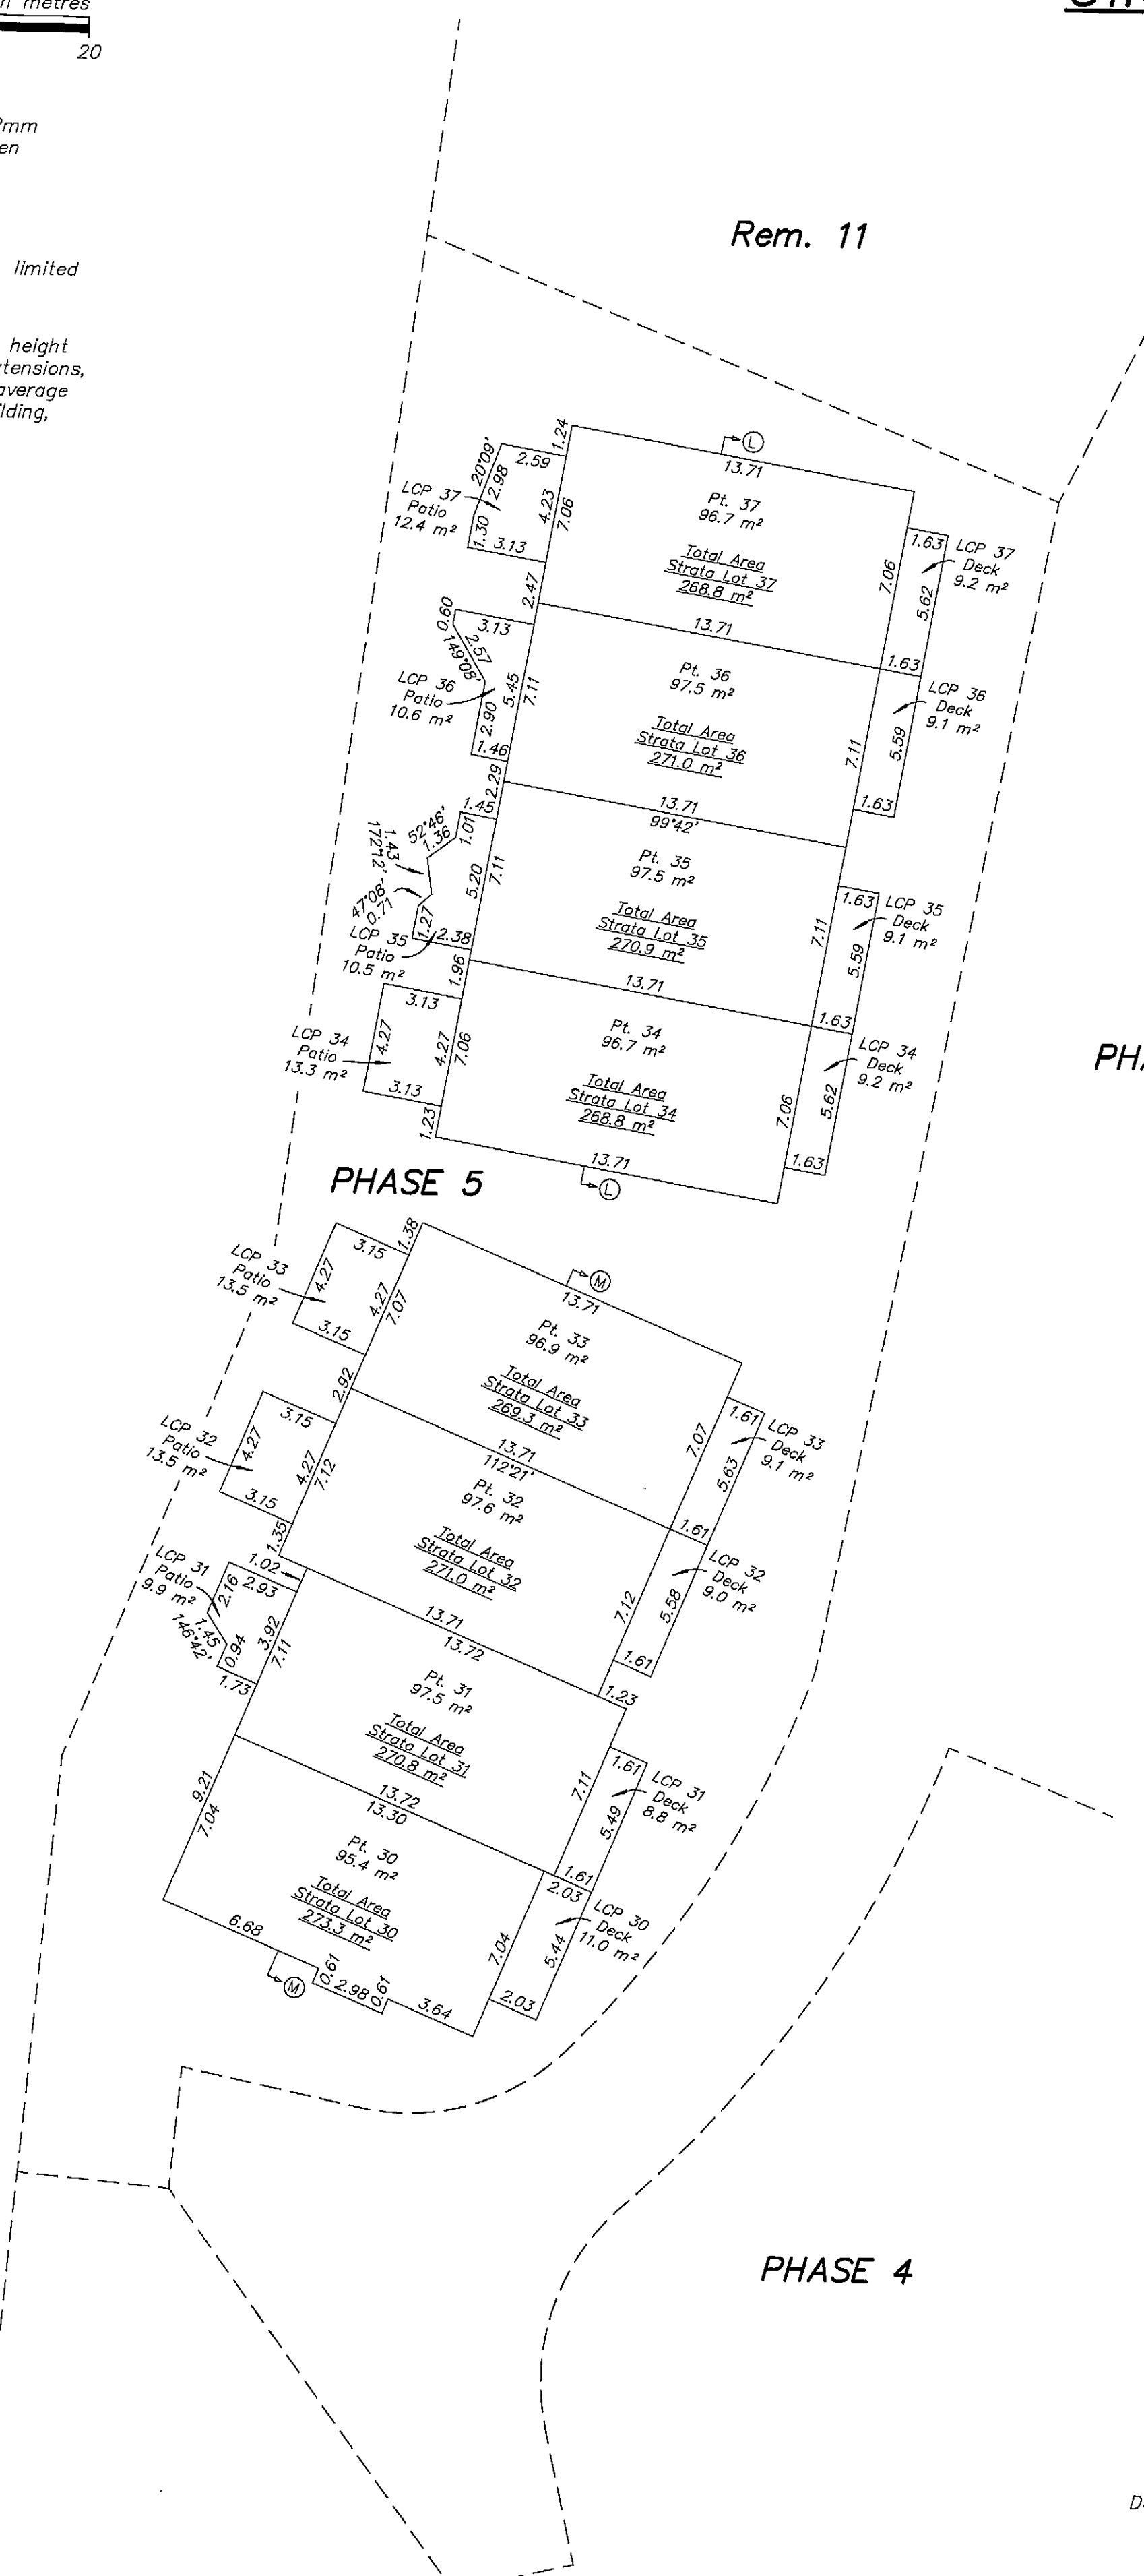 metres
20
2mm
limited
height
average
Rem. 11
L
13.71
1.24
2.59
20°09'
2.98
LCP 37
Patio
12.4 m²
1.30
3.13
4.23
7.06
2.47
Pt. 37
96.7 m²
Total Area
Strata Lot 37
268.8 m²
7.06
1.63
LCP 37
Deck
9.2 m²
5.62
13.71
1.63
0.60
3.13
2.57
149°08'
LCP 36
Patio
10.6 m²
2.90
5.45
7.11
1.46
2.29
Pt. 36
97.5 m²
Total Area
Strata Lot 36
271.0 m²
7.11
LCP 36
Deck
9.1 m²
5.59
1.63
13.71
99°42'
1.45
1.01
52°46'
1.36
1.43
172°12'
47°08'
0.71
1.27
2.38
5.20
7.11
LCP 35
Patio
10.5 m²
1.96
Pt. 35
97.5 m²
Total Area
Strata Lot 35
270.9 m²
7.11
1.63
LCP 35
Deck
9.1 m²
5.59
13.71
1.63
3.13
4.27
LCP 34
Patio
13.3 m²
4.27
7.06
3.13
1.23
Pt. 34
96.7 m²
Total Area
Strata Lot 34
268.8 m²
7.06
LCP 34
Deck
9.2 m²
5.62
1.63
13.71
L
PHASE 5
LCP 33
Patio
13.5 m²
3.15
1.38
4.27
4.27
7.07
3.15
2.92
M
13.71
Pt. 33
96.9 m²
Total Area
Strata Lot 33
269.3 m²
7.07
1.61
LCP 33
Deck
9.1 m²
5.63
13.71
112°21'
1.61
LCP 32
Patio
13.5 m²
3.15
4.27
4.27
7.12
3.15
1.35
Pt. 32
97.6 m²
Total Area
Strata Lot 32
271.0 m²
7.12
LCP 32
Deck
9.0 m²
5.58
1.61
13.71
13.72
1.23
LCP 31
Patio
9.9 m²
1.02
2.93
2.16
1.45
146°42'
0.94
3.92
7.11
1.73
Pt. 31
97.5 m²
Total Area
Strata Lot 31
270.8 m²
7.11
1.61
LCP 31
Deck
8.8 m²
5.49
13.72
13.30
1.61
2.03
9.21
7.04
Pt. 30
95.4 m²
Total Area
Strata Lot 30
273.3 m²
7.04
LCP 30
Deck
11.0 m²
5.44
2.03
6.68
0.61
2.98
0.61
3.64
M
PHASE 4